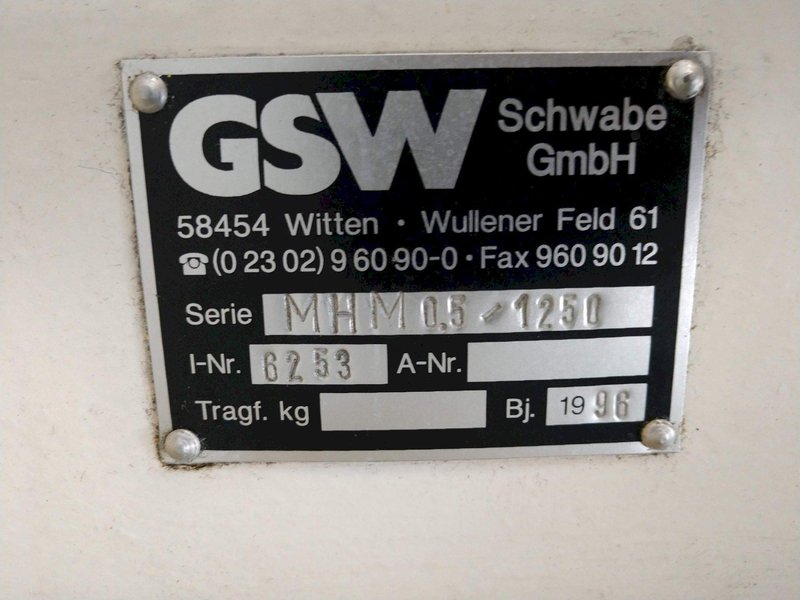 GSW Schwabe GmbH
58454 Witten · Wullener Feld 61
☎ (0 23 02) 9 60 90-0 · Fax 960 90 12
Serie MHM 0.5-1250
I-Nr. 6253 A-Nr.
Tragf. kg Bj. 1996